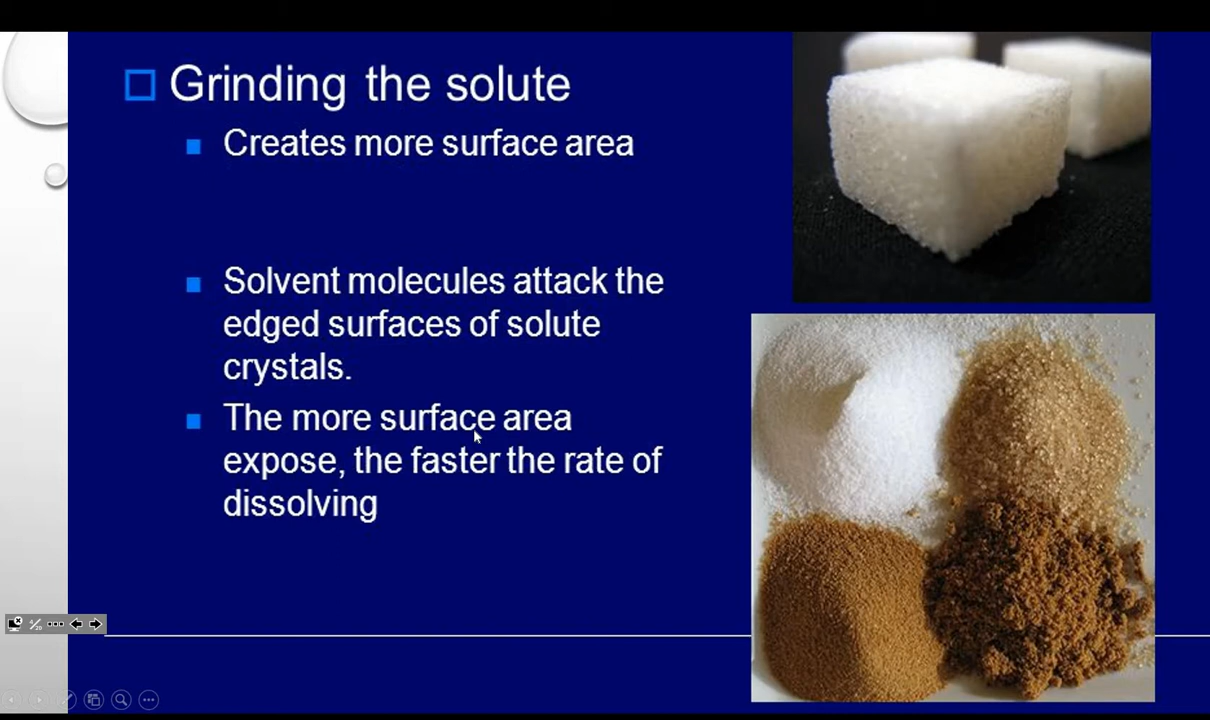 Grinding the solute
Creates more surface area
Solvent molecules attack the
edged surfaces of solute
crystals.
The more surface area
expose, the faster the rate of
dissolving